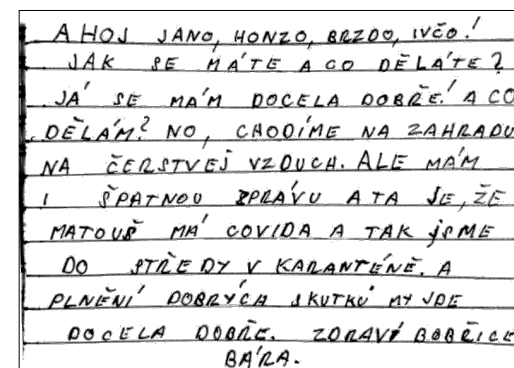 AHOJ JANO, HONZO, BRZDO, IVČO!
JAK SE MÁTE A CO DĚLÁTE?
JÁ SE MÁM DOCELA DOBŘE! A CO
DĚLÁM? NO, CHODÍME NA ZAHRADU
NA ČERSTVEJ VZDUCH. ALE MÁM
I ŠPATNOU ZPRÁVU A TA JE, ŽE
MATOUŠ MÁ COVIDA A TAK JSME
DO STŘEDY V KARANTÉNĚ. A
PLNĚNÍ DOBRÝCH SKUTKŮ MY JDE
DOCELA DOBŘE. ZDRAVÍ BOBŘICE
BÁRA.